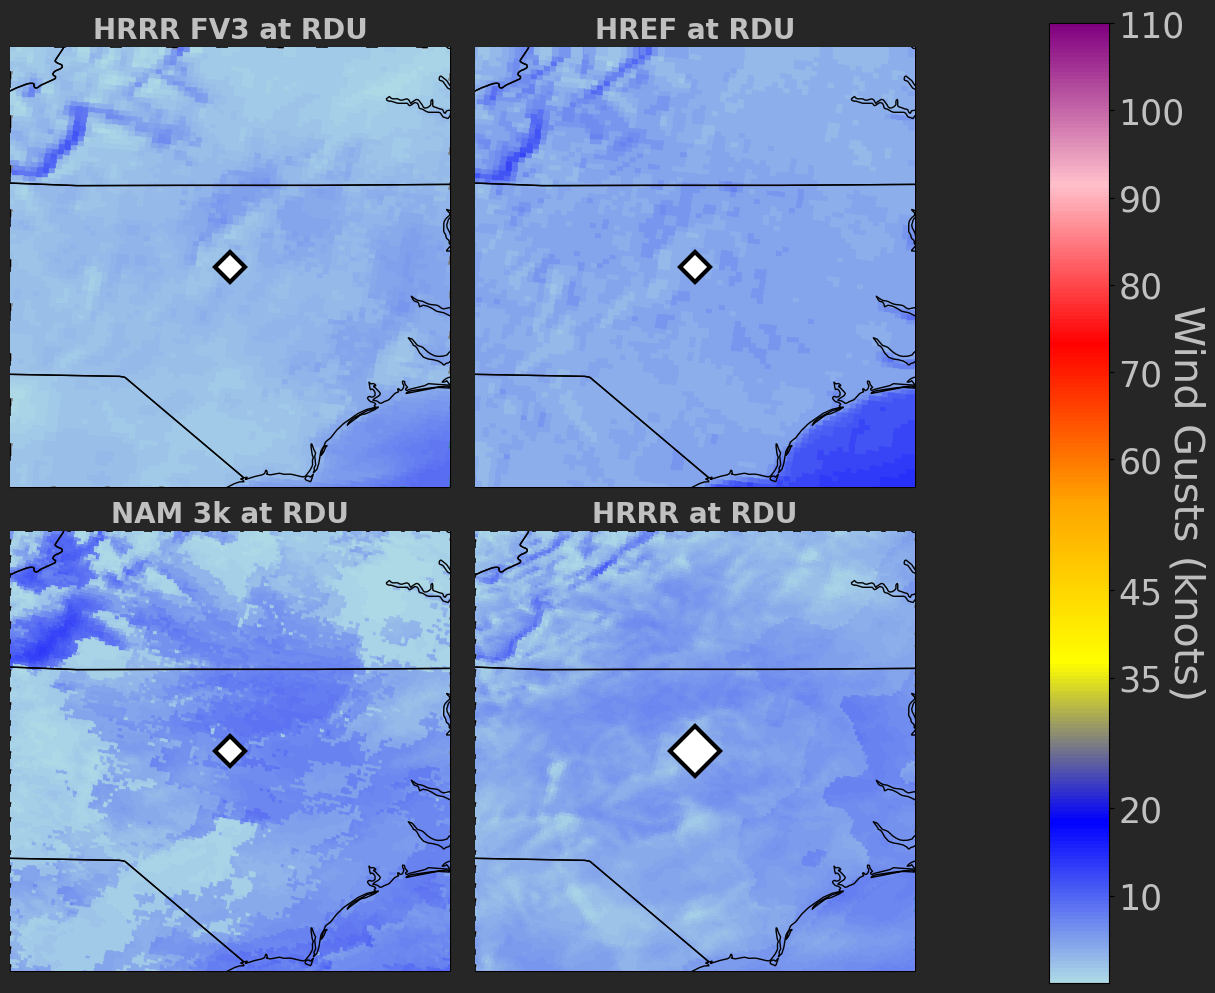 HRRR FV3 at RDU
HREF at RDU
NAM 3k at RDU
HRRR at RDU
110
100
90
80
70
60
45
35
20
10
Wind Gusts (knots)